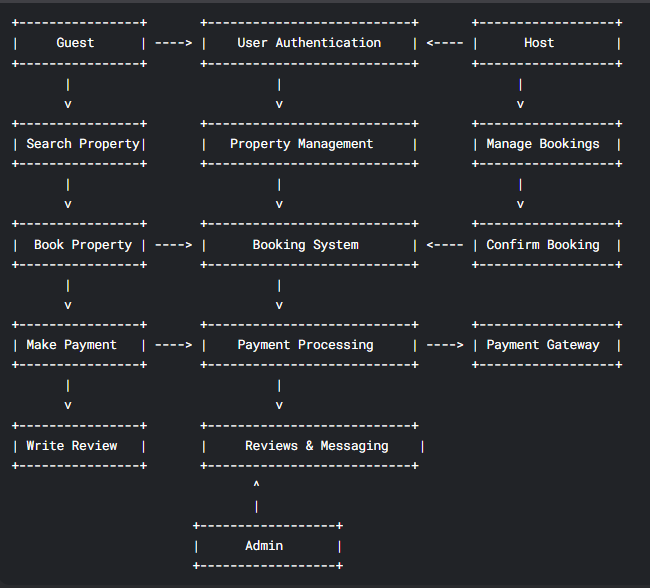 +----------------+       +---------------------------+       +------------------+
|     Guest      | ----> |    User Authentication    | <---- |      Host        |
+----------------+       +---------------------------+       +------------------+
       |                           |                               |
       v                           v                               v
+----------------+       +---------------------------+       +------------------+
| Search Property|       |   Property Management     |       | Manage Bookings  |
+----------------+       +---------------------------+       +------------------+
       |                           |                               |
       v                           v                               v
+----------------+       +---------------------------+       +------------------+
|  Book Property | ----> |      Booking System       | <---- | Confirm Booking  |
+----------------+       +---------------------------+       +------------------+
       |                           |
       v                           v
+----------------+       +---------------------------+       +------------------+
| Make Payment   | ----> |    Payment Processing     | ----> | Payment Gateway  |
+----------------+       +---------------------------+       +------------------+
       |                           |
       v                           v
+----------------+       +---------------------------+
| Write Review   |       |     Reviews & Messaging    |
+----------------+       +---------------------------+
                                ^
                                |
                        +------------------+
                        |      Admin       |
                        +------------------+